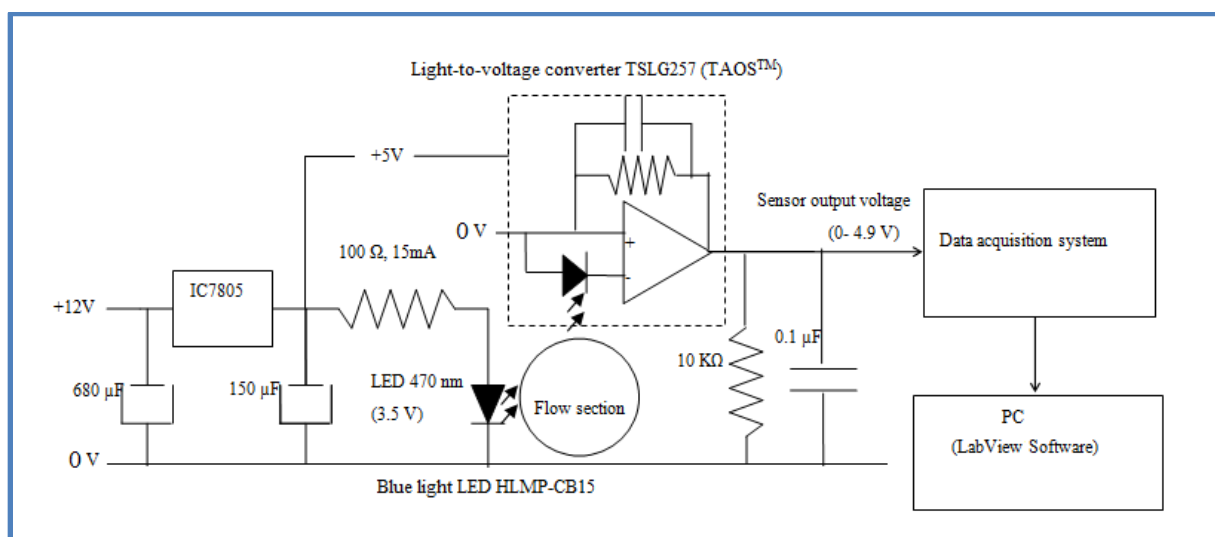 Light-to-voltage converter TSLG257 (TAOS™)
+5V
Sensor output voltage
(0- 4.9 V)
Data acquisition system
0 V
+
-
100 Ω, 15mA
IC7805
+12V
0.1 µF
10 KΩ
680 µF
150 µF
LED 470 nm
(3.5 V)
Flow section
PC
(LabView Software)
0 V
Blue light LED HLMP-CB15